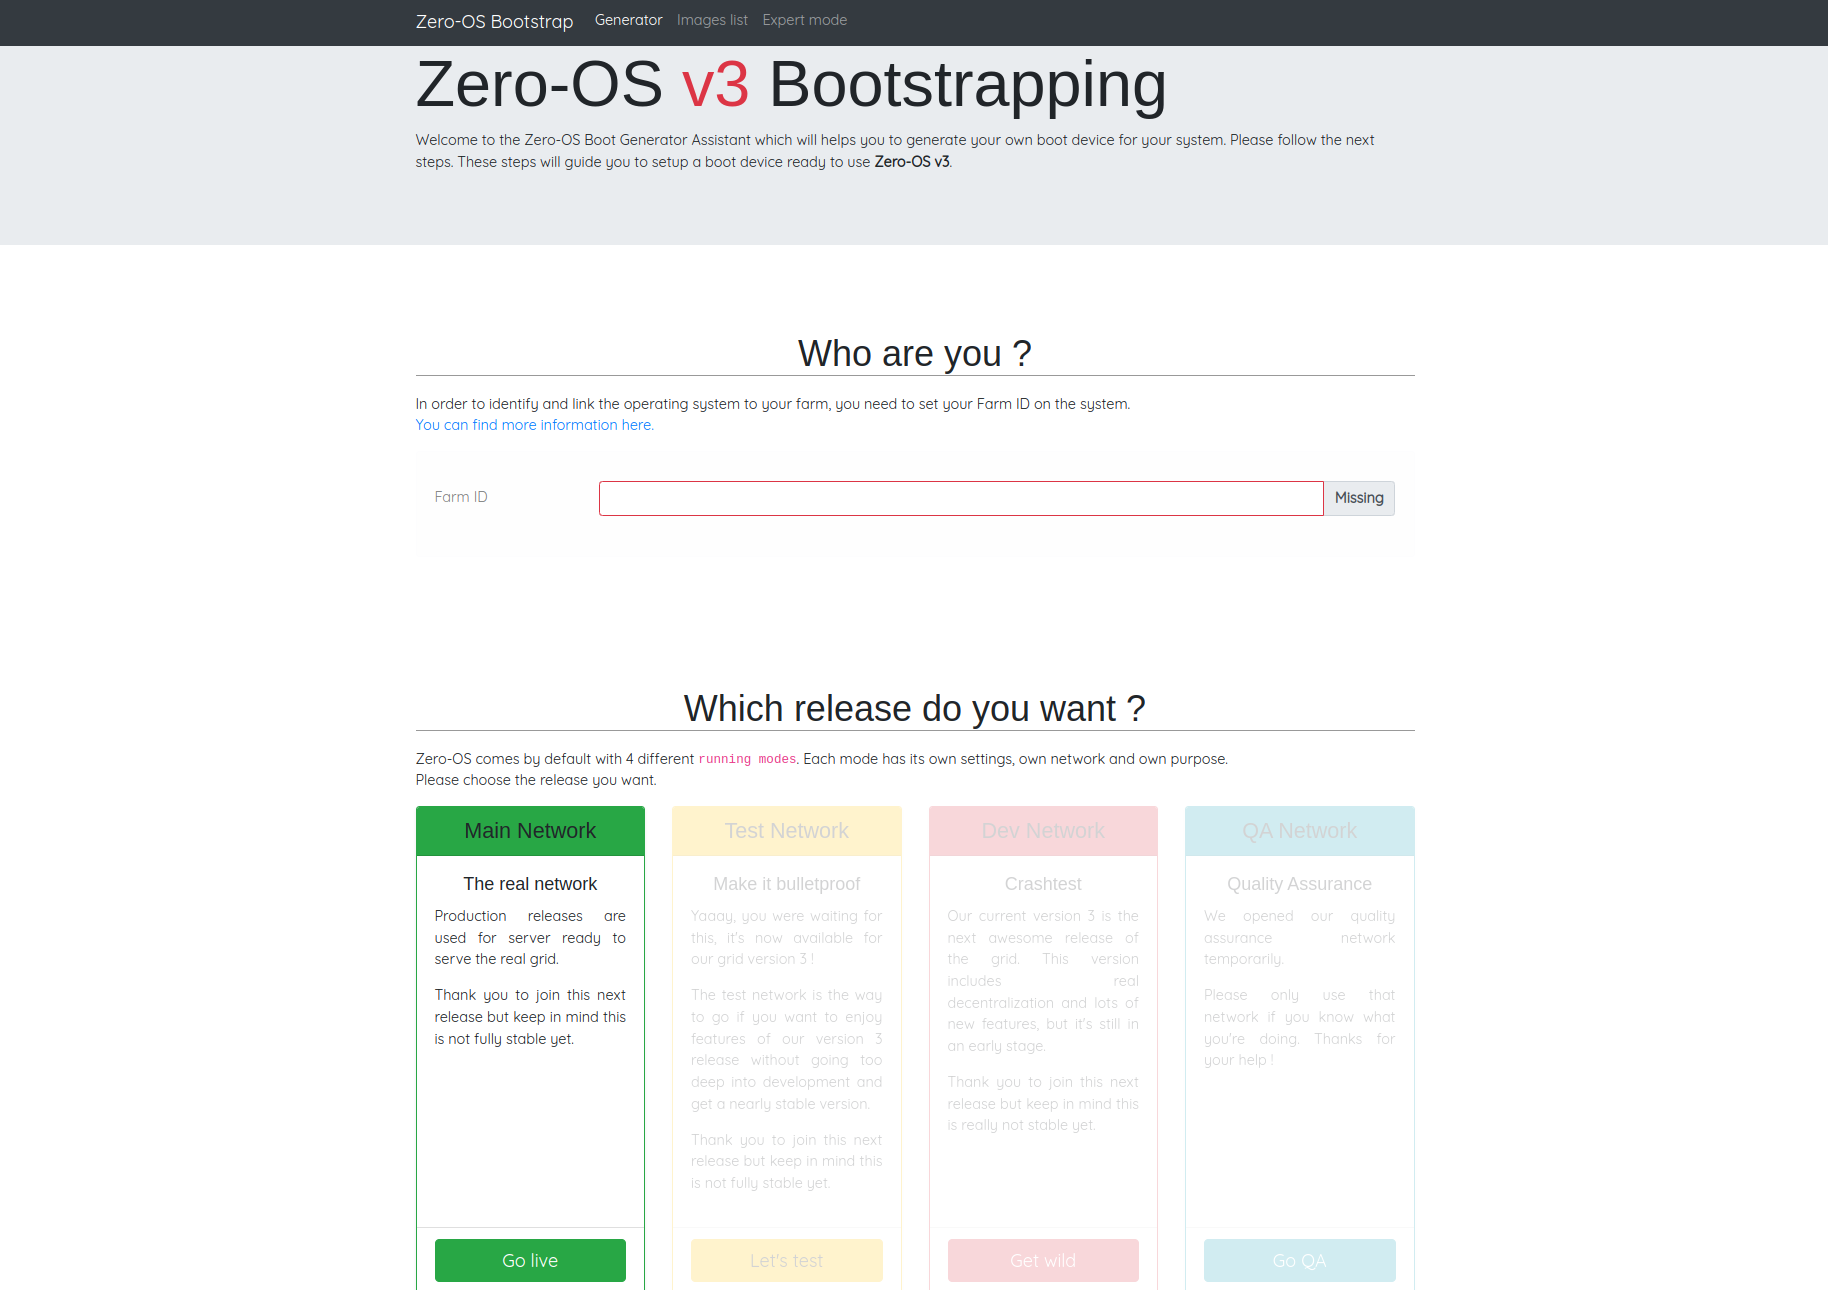 Zero-OS Bootstrap Generator Images list Expert mode
Zero-OS v3 Bootstrapping
Welcome to the Zero-OS Boot Generator Assistant which will helps you to generate your own boot device for your system. Please follow the next
steps. These steps will guide you to setup a boot device ready to use Zero-OS v3.
Who are you ?
In order to identify and link the operating system to your farm, you need to set your Farm ID on the system.
You can find more information here.
Farm ID Missing
Which release do you want ?
Zero-OS comes by default with 4 different running modes. Each mode has its own settings, own network and own purpose.
Please choose the release you want.
Main Network
The real network
Production releases are
used for server ready to
serve the real grid.
Thank you to join this next
release but keep in mind this
is not fully stable yet.
Go live
Test Network
Make it bulletproof
Yaaay, you were waiting for
this, it's now available for
our grid version 3 !
The test network is the way
to go if you want to enjoy
features of our version 3
release without going too
deep into development and
get a nearly stable version.
Thank you to join this next
release but keep in mind this
is not fully stable yet.
Let's test
Dev Network
Crashtest
Our current version 3 is the
next awesome release of
the grid. This version
includes real
decentralization and lots of
new features, but it's still in
an early stage.
Thank you to join this next
release but keep in mind this
is really not stable yet.
Get wild
QA Network
Quality Assurance
We opened our quality
assurance network
temporarily.
Please only use that
network if you know what
you're doing. Thanks for
your help !
Go QA